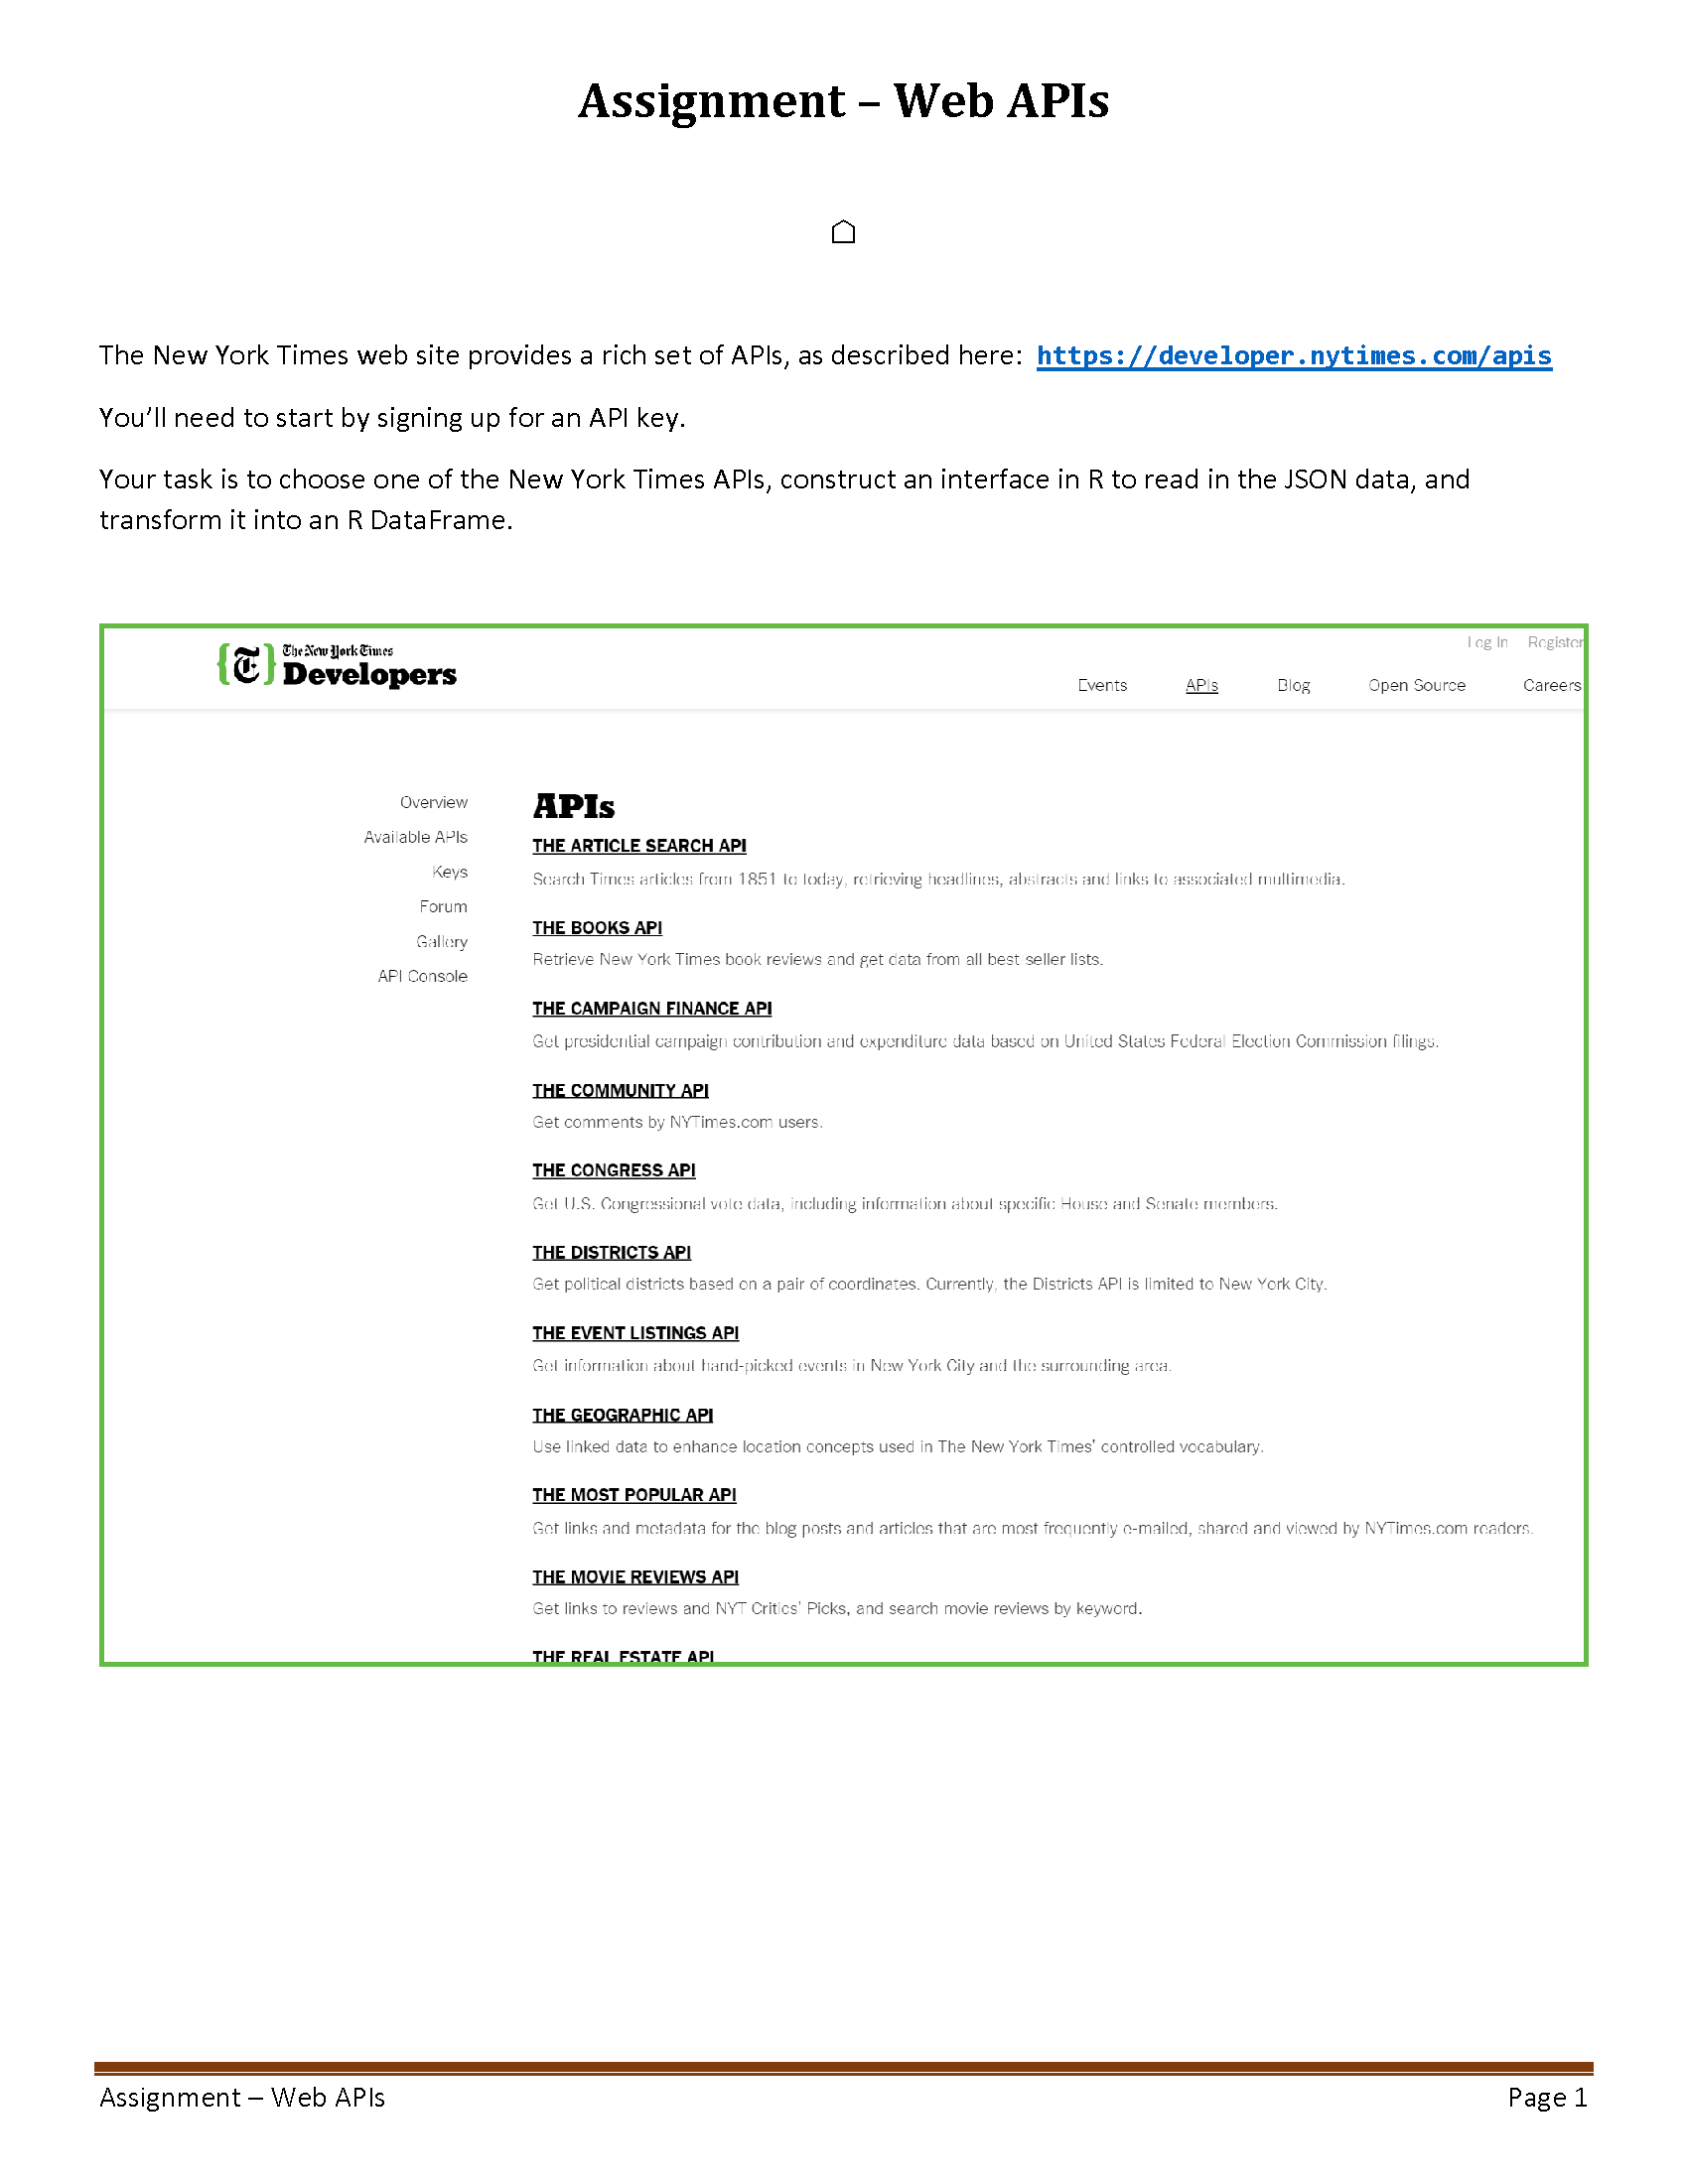 Assignment – Web APIs
The New York Times web site provides a rich set of APIs, as described here: https://developer.nytimes.com/apis
You’ll need to start by signing up for an API key.
Your task is to choose one of the New York Times APIs, construct an interface in R to read in the JSON data, and
transform it into an R DataFrame.
The New York Times
Developers
Log In Register
Events APIs Blog Open Source Careers
Overview
Available APIs
Keys
Forum
Gallery
API Console
APIs
THE ARTICLE SEARCH API
Search Times articles from 1851 to today, retrieving headlines, abstracts and links to associated multimedia.
THE BOOKS API
Retrieve New York Times book reviews and get data from all best seller lists.
THE CAMPAIGN FINANCE API
Get presidential campaign contribution and expenditure data based on United States Federal Election Commission filings.
THE COMMUNITY API
Get comments by NYTimes.com users.
THE CONGRESS API
Get U.S. Congressional vote data, including information about specific House and Senate members.
THE DISTRICTS API
Get political districts based on a pair of coordinates. Currently, the Districts API is limited to New York City.
THE EVENT LISTINGS API
Get information about hand-picked events in New York City and the surrounding area.
THE GEOGRAPHIC API
Use linked data to enhance location concepts used in The New York Times' controlled vocabulary.
THE MOST POPULAR API
Get links and metadata for the blog posts and articles that are most frequently e-mailed, shared and viewed by NYTimes.com readers.
THE MOVIE REVIEWS API
Get links to reviews and NYT Critics' Picks, and search movie reviews by keyword.
THE REAL ESTATE API
Assignment – Web APIs Page 1